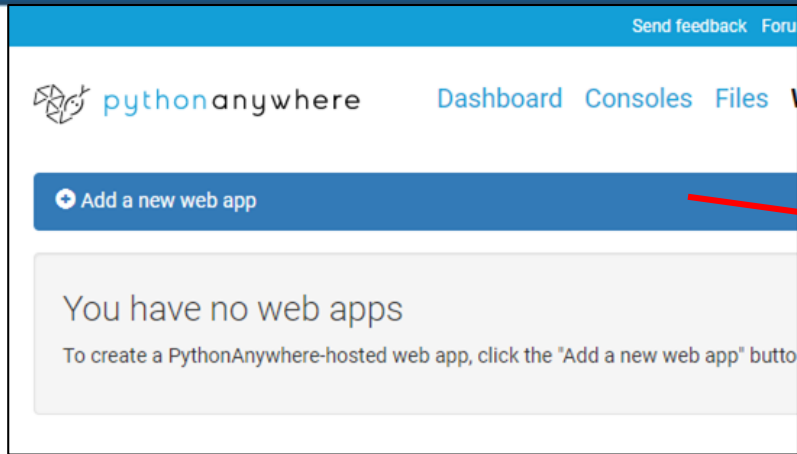 Send feedback Foru
pythonanywhere Dashboard Consoles Files
Add a new web app
You have no web apps
To create a PythonAnywhere-hosted web app, click the "Add a new web app" butto